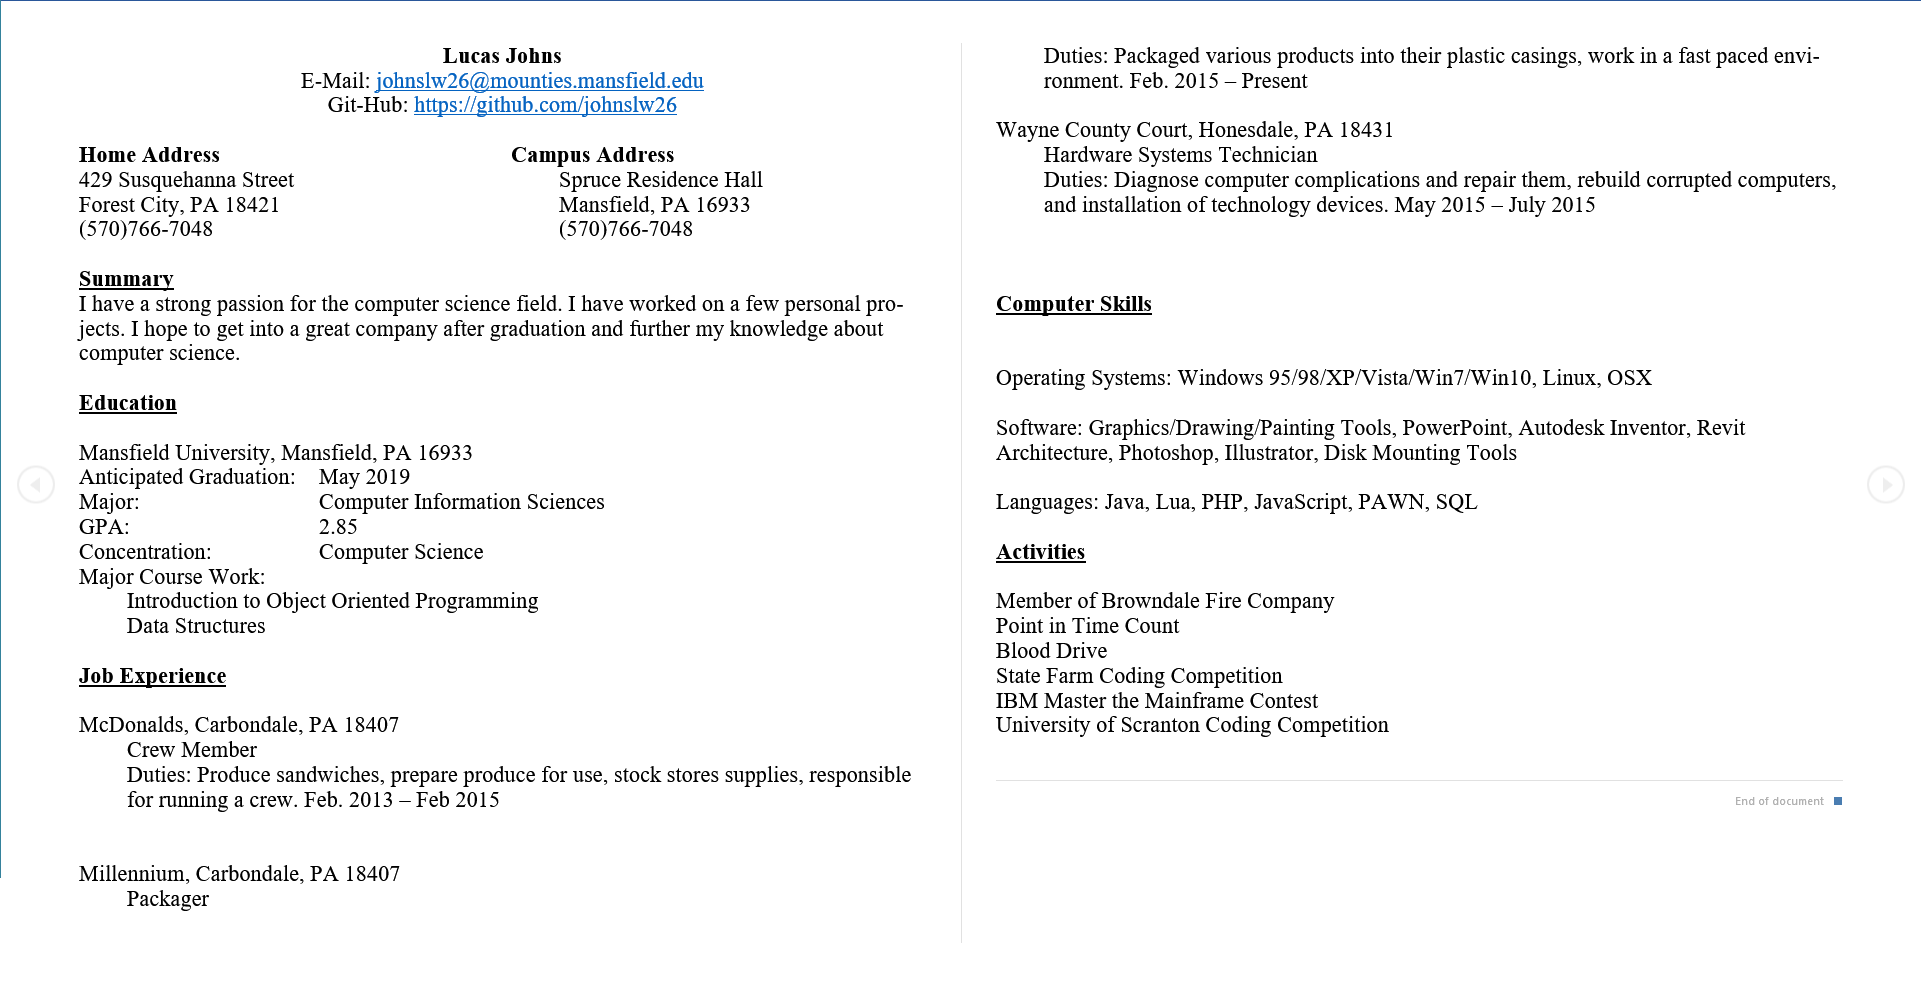 Lucas Johns
E-Mail: johnslw26@mounties.mansfield.edu
Git-Hub: https://github.com/johnslw26
Home Address Campus Address
429 Susquehanna Street Spruce Residence Hall
Forest City, PA 18421 Mansfield, PA 16933
(570)766-7048 (570)766-7048
Summary
I have a strong passion for the computer science field. I have worked on a few personal pro-
jects. I hope to get into a great company after graduation and further my knowledge about
computer science.
Education
Mansfield University, Mansfield, PA 16933
Anticipated Graduation: May 2019
Major: Computer Information Sciences
GPA: 2.85
Concentration: Computer Science
Major Course Work:
Introduction to Object Oriented Programming
Data Structures
Job Experience
McDonalds, Carbondale, PA 18407
Crew Member
Duties: Produce sandwiches, prepare produce for use, stock stores supplies, responsible
for running a crew. Feb. 2013 – Feb 2015
Millennium, Carbondale, PA 18407
Packager
Duties: Packaged various products into their plastic casings, work in a fast paced envi-
ronment. Feb. 2015 – Present
Wayne County Court, Honesdale, PA 18431
Hardware Systems Technician
Duties: Diagnose computer complications and repair them, rebuild corrupted computers,
and installation of technology devices. May 2015 – July 2015
Computer Skills
Operating Systems: Windows 95/98/XP/Vista/Win7/Win10, Linux, OSX
Software: Graphics/Drawing/Painting Tools, PowerPoint, Autodesk Inventor, Revit
Architecture, Photoshop, Illustrator, Disk Mounting Tools
Languages: Java, Lua, PHP, JavaScript, PAWN, SQL
Activities
Member of Browndale Fire Company
Point in Time Count
Blood Drive
State Farm Coding Competition
IBM Master the Mainframe Contest
University of Scranton Coding Competition
End of document